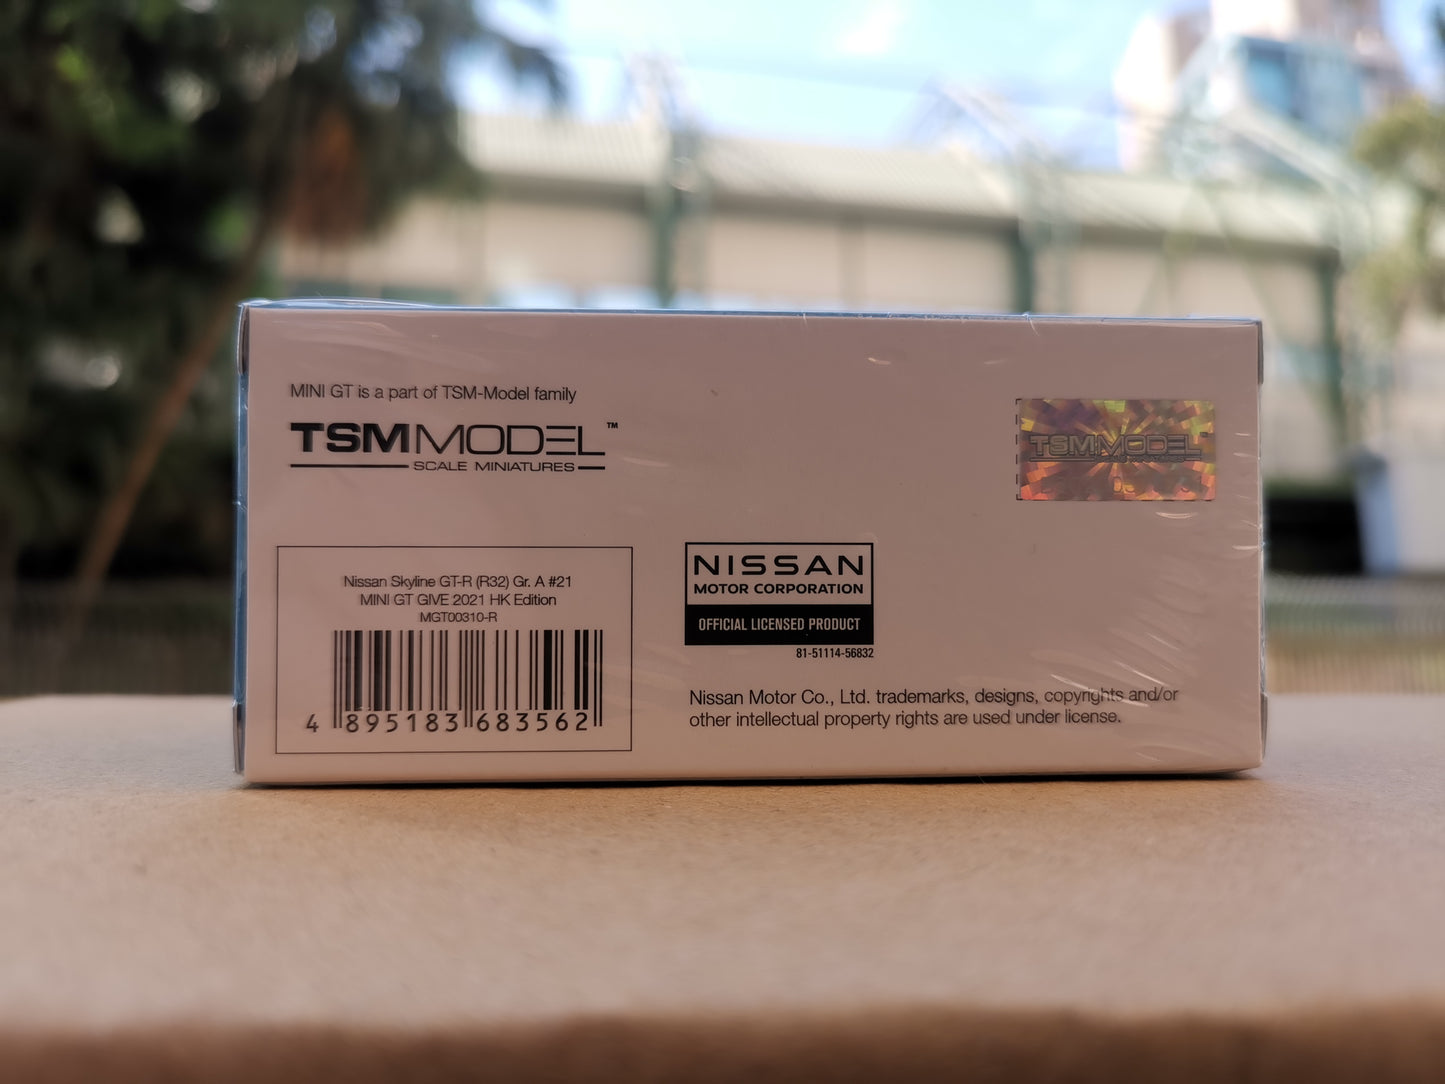 MINI GT is a part of TSM-Model family
TSMMODEL™
SCALE MINIATURES
TSMMODEL
Nissan Skyline GT-R (R32) Gr. A #21
MINI GT GIVE 2021 HK Edition
MGT00310-R
4 895183 683562
NISSAN
MOTOR CORPORATION
OFFICIAL LICENSED PRODUCT
81-51114-56832
Nissan Motor Co., Ltd. trademarks, designs, copyrights and/or
other intellectual property rights are used under license.